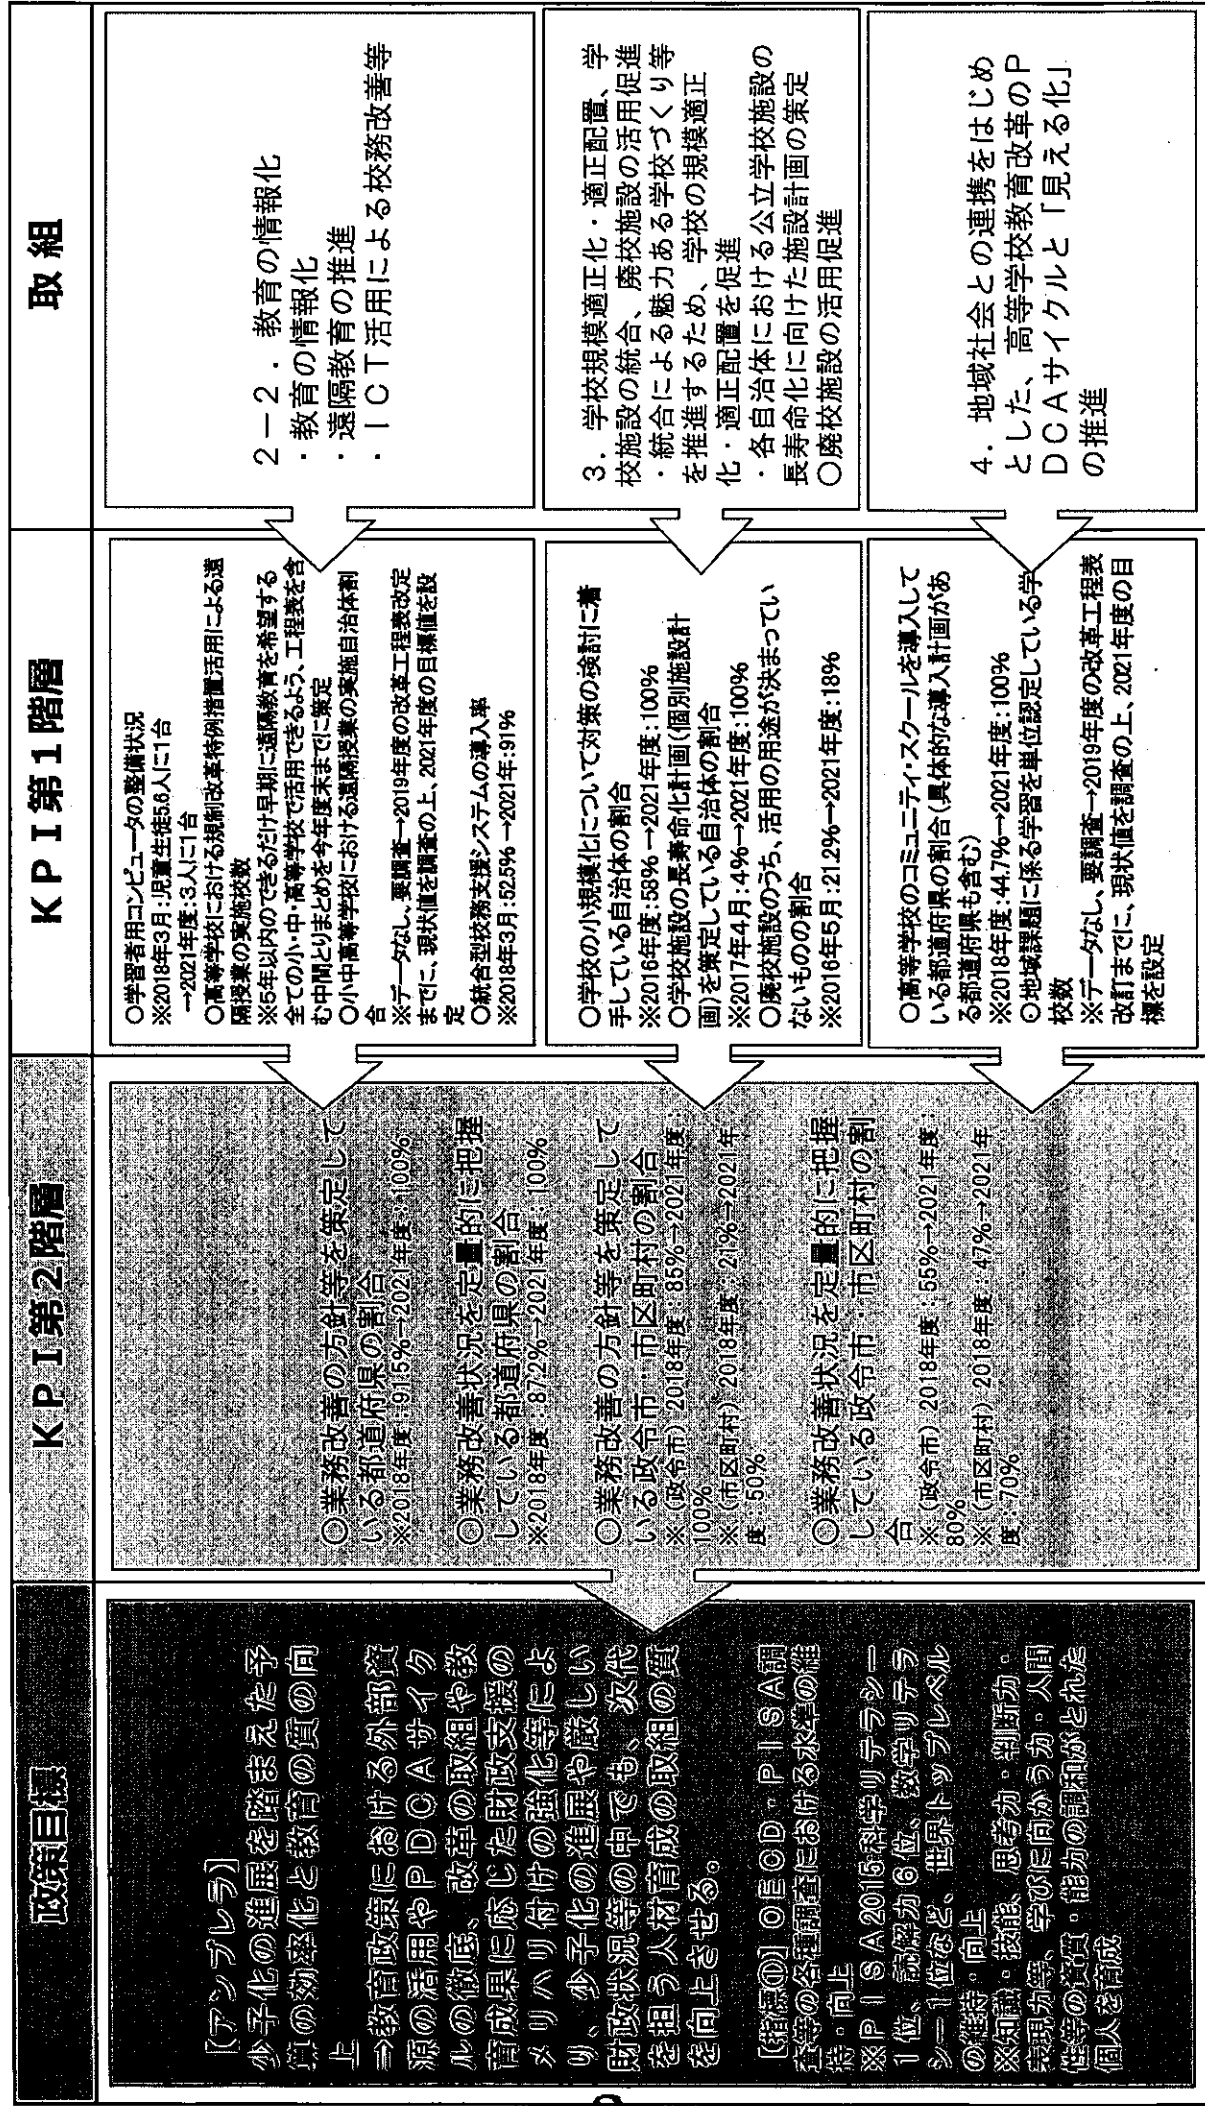 政策目標
【アンブレラ】
少子化の進展を踏まえた予
算の効率化と教育の質の向
上
⇒教育政策における外部資
源の活用やPDCAサイク
ルの徹底、改革の取組や教
育成果に応じた財政支援の
メリハリ付けの強化等によ
り、少子化の進展や厳しい
財政状況等の中でも、次代
を担う人材育成の取組の質
を向上させる。
【指標①】OECD・PISA調
査等の各種調査における水準の維
持・向上
※PISA2015:科学リテラシー
1位、読解力6位、数学リテラ
シー1位など、世界トップレベル
の維持・向上
※知識・技能、思考力・判断力・
表現力等、学びに向かう力・人間
性等の資質・能力の調和がとれた
個人を育成
KPI第2階層
○業務改善の方針等を策定して
いる都道府県の割合
※2018年度:91.5%→2021年度:100%
○業務改善状況を定量的に把握
している都道府県の割合
※2018年度:87.2%→2021年度:100%
○業務改善の方針等を策定して
いる政令市・市区町村の割合
※(政令市)2018年度:85%→2021年度:
100%
※(市区町村)2018年度:21%→2021年
度:50%
○業務改善状況を定量的に把握
している政令市・市区町村の割
合
※(政令市)2018年度:55%→2021年度:
80%
※(市区町村)2018年度:47%→2021年
度:70%
KPI第1階層
○学習者用コンピュータの整備状況
※2018年3月:児童生徒5.6人に1台
→2021年度:3人に1台
○高等学校における規制改革特例措置活用による遠
隔授業の実施校数
※5年以内のできるだけ早期に遠隔教育を希望する
全ての小・中・高等学校で活用できるよう、工程表を含
む中間とりまとめを今年度末までに策定
○小中高等学校における遠隔授業の実施自治体割
合
※データなし、要調査→2019年度の改革工程表改定
までに、現状値を調査の上、2021年度の目標値を設
定
○統合型校務支援システムの導入率
※2018年3月:52.5%→2021年:91%
○学校の小規模化について対策の検討に着
手している自治体の割合
※2016年度:58%→2021年度:100%
○学校施設の長寿命化計画(個別施設計
画)を策定している自治体の割合
※2017年4月:4%→2021年度:100%
○廃校施設のうち、活用の用途が決まってい
ないものの割合
※2016年5月:21.2%→2021年度:18%
○高等学校のコミュニティ・スクールを導入して
いる都道府県の割合(具体的な導入計画があ
る都道府県も含む)
※2018年度:44.7%→2021年度:100%
○地域課題に係る学習を単位認定している学
校数
※データなし、要調査→2019年度の改革工程表
改訂までに、現状値を調査の上、2021年度の目
標を設定
取組
2-2.教育の情報化
・教育の情報化
・遠隔教育の推進
・ICT活用による校務改善等
3.学校規模適正化・適正配置、学
校施設の統合、廃校施設の活用促進
・統合による魅力ある学校づくり等
を推進するため、学校の規模適正
化・適正配置を促進
・各自治体における公立学校施設の
長寿命化に向けた施設計画の策定
○廃校施設の活用促進
4.地域社会との連携をはじめ
とした、高等学校教育改革のP
DCAサイクルと「見える化」
の推進